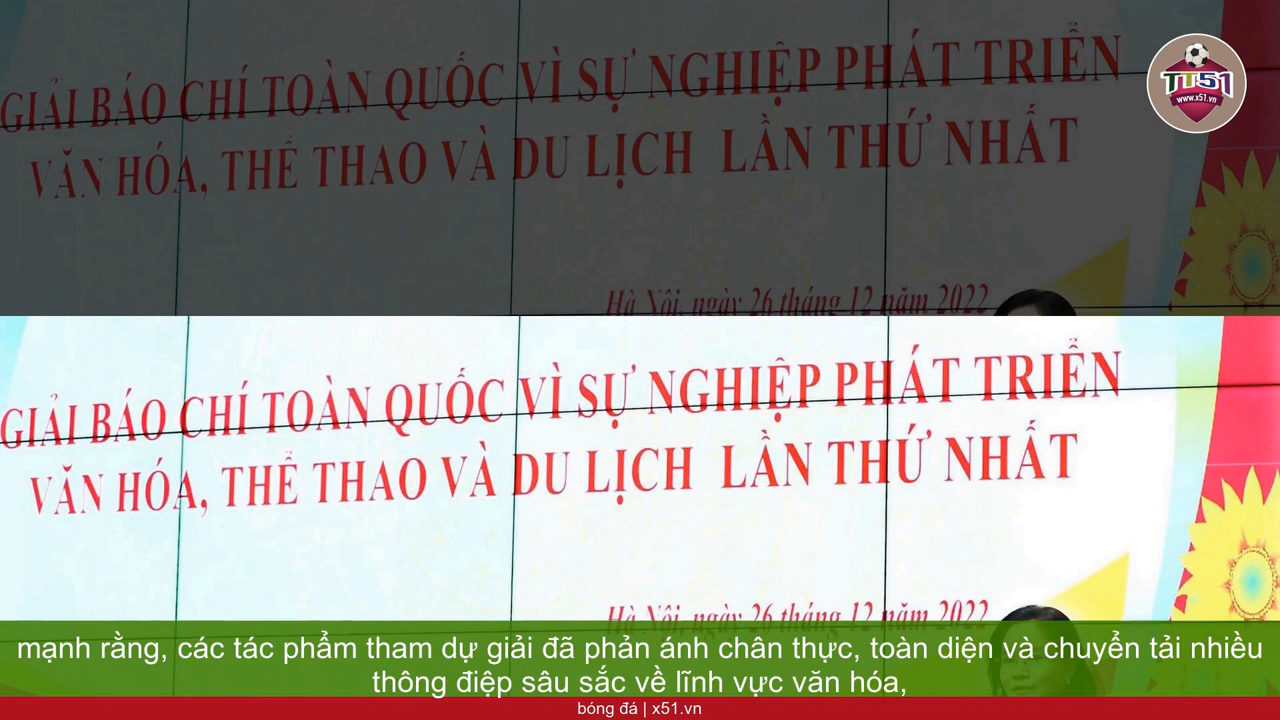 GIẢI BÁO CHÍ TOÀN QUỐC VÌ SỰ NGHIỆP PHÁT TRIỂN
VĂN HÓA, THỂ THAO VÀ DU LỊCH LẦN THỨ NHẤT
Hà Nội, ngày 26 tháng 12 năm 2022
TT51
www.x51.vn
GIẢI BÁO CHÍ TOÀN QUỐC VÌ SỰ NGHIỆP PHÁT TRIỂN
VĂN HÓA, THỂ THAO VÀ DU LỊCH LẦN THỨ NHẤT
Hà Nội, ngày 26 tháng 12 năm 2022
mạnh rằng, các tác phẩm tham dự giải đã phản ánh chân thực, toàn diện và chuyển tải nhiều
thông điệp sâu sắc về lĩnh vực văn hóa,
bóng đá | x51.vn